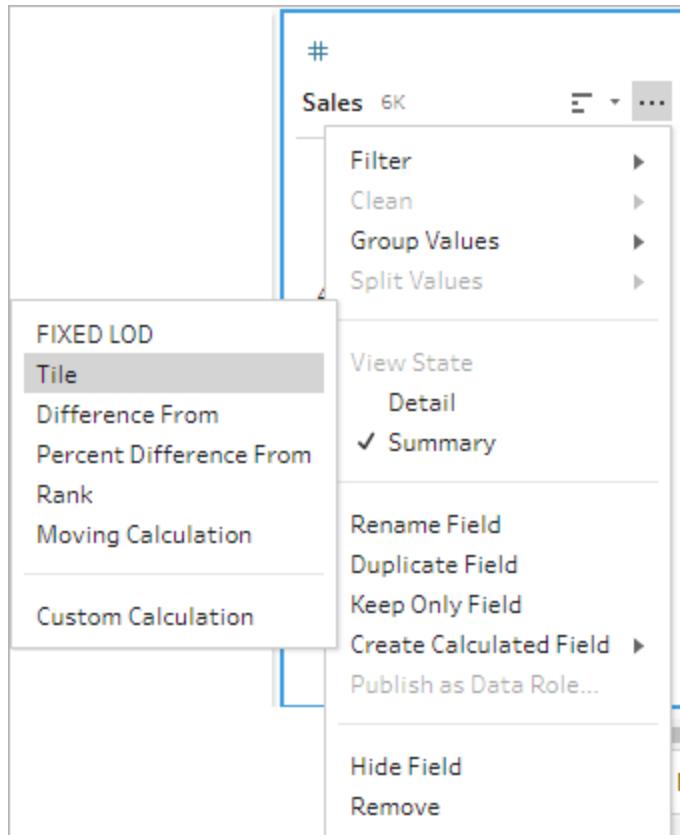 #
Sales 6K
Filter
Clean
Group Values
Split Values
View State
Detail
✓ Summary
Rename Field
Duplicate Field
Keep Only Field
Create Calculated Field
Publish as Data Role...
Hide Field
Remove
FIXED LOD
Tile
Difference From
Percent Difference From
Rank
Moving Calculation
Custom Calculation